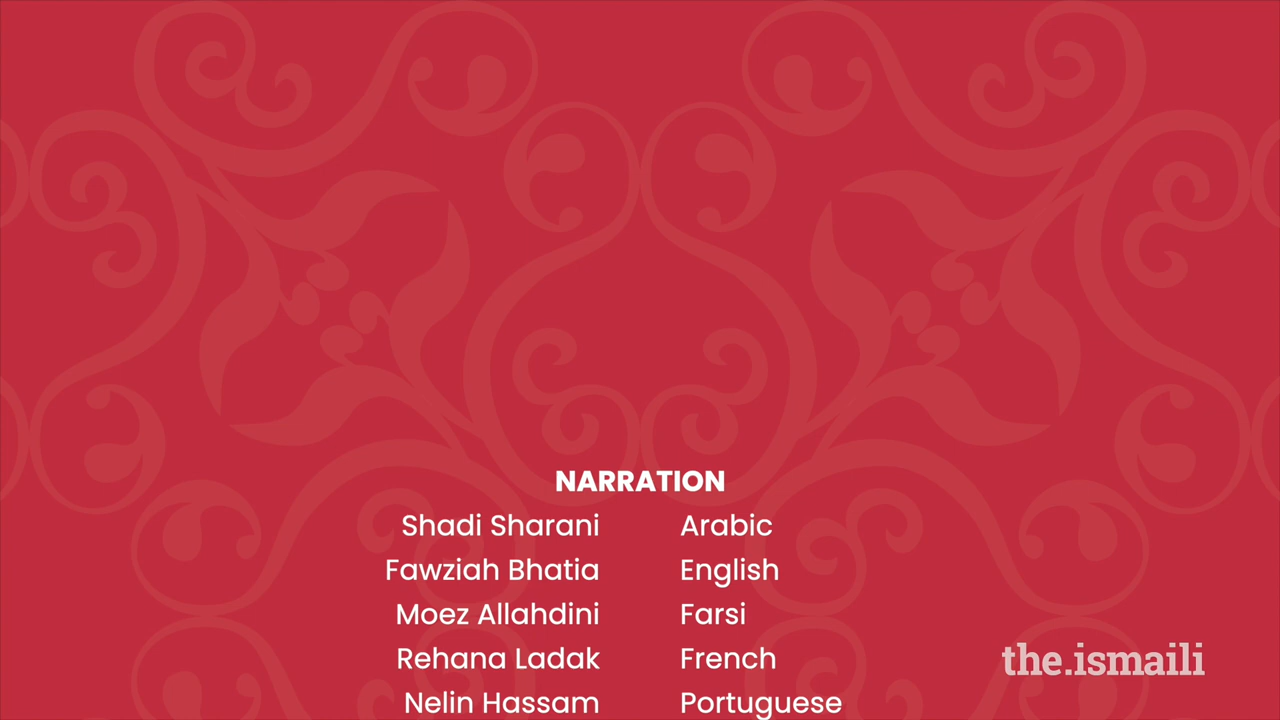 NARRATION
Shadi Sharani Arabic
Fawziah Bhatia English
Moez Allahdini Farsi
Rehana Ladak French
Nelin Hassam Portuguese
the.ismaili